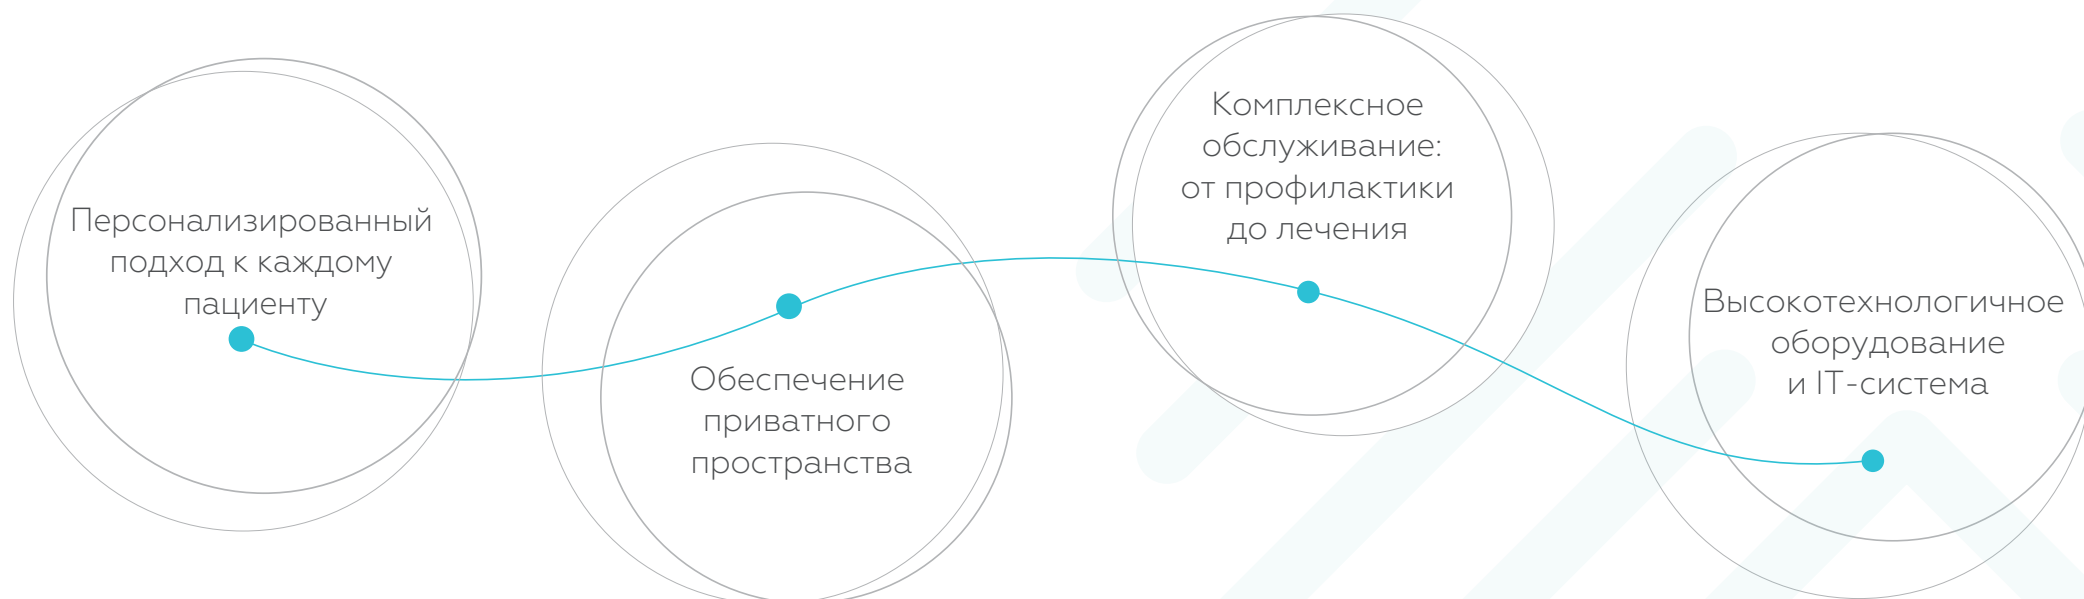 Персонализированный
подход к каждому
пациенту
Обеспечение
приватного
пространства
Комплексное
обслуживание:
от профилактики
до лечения
Высокотехнологичное
оборудование
и IT-система